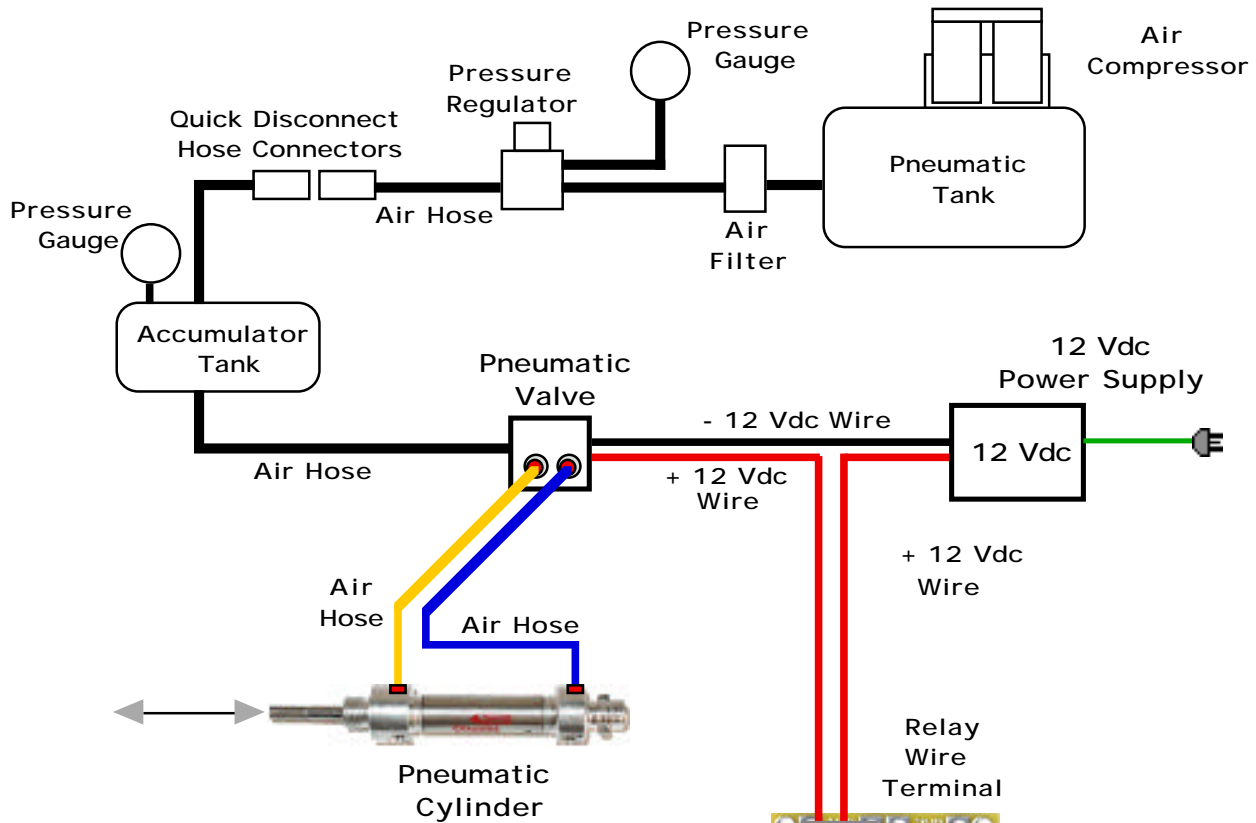 Pressure
Gauge
Air
Compressor
Pressure
Regulator
Quick Disconnect
Hose Connectors
Pneumatic
Tank
Air Hose
Pressure
Gauge
Air
Filter
Accumulator
Tank
Pneumatic
Valve
12 Vdc
Power Supply
- 12 Vdc Wire
12 Vdc
Air Hose
+ 12 Vdc
Wire
+ 12 Vdc
Wire
Air
Hose
Air Hose
Relay
Wire
Terminal
Pneumatic
Cylinder